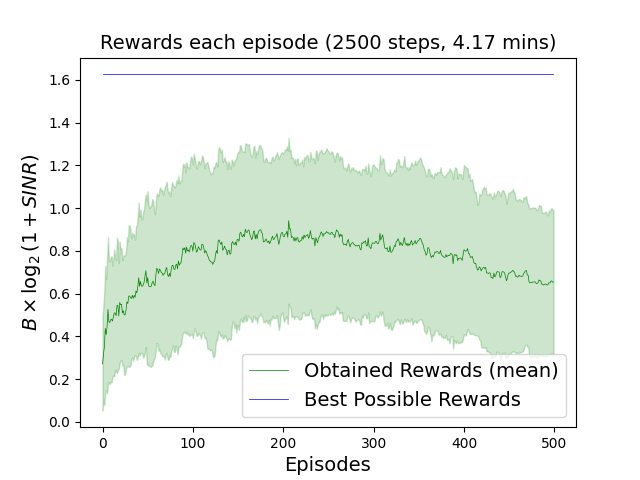 Rewards each episode (2500 steps, 4.17 mins)
1.6
1.4
1.2
1.0
0.8
0.6
0.4
0.2
0.0
B × log₂ (1 + SINR)
Obtained Rewards (mean)
Best Possible Rewards
0 100 200 300 400 500
Episodes